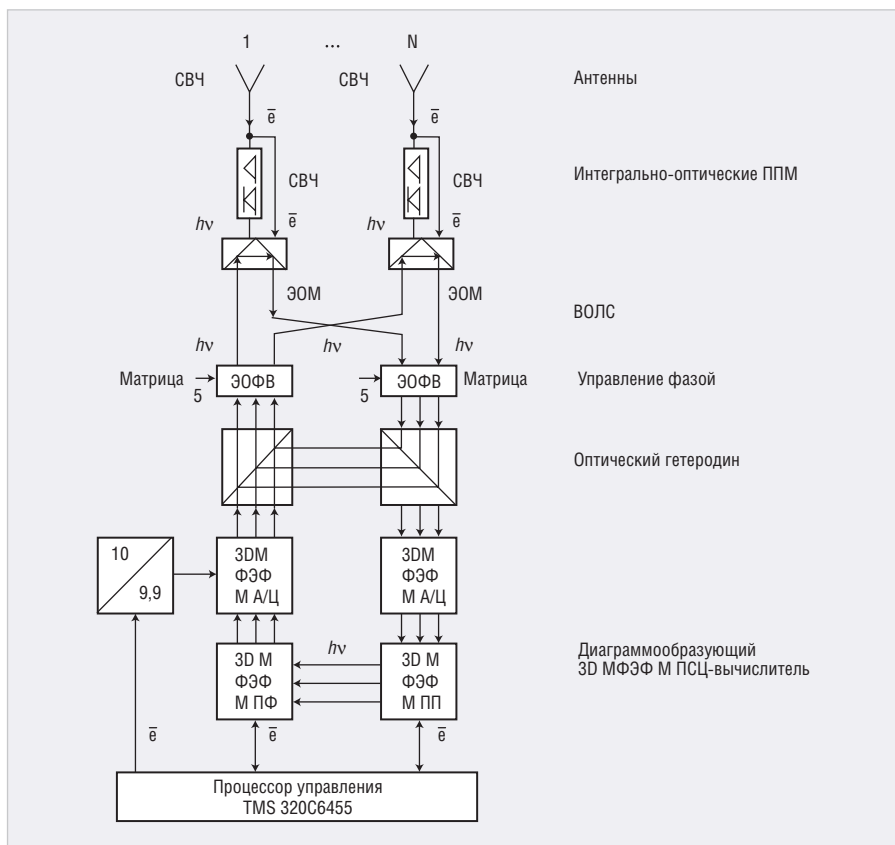 1 ... N
СВЧ СВЧ Антенны
e̅ e̅
СВЧ СВЧ Интегрально-оптические ППМ
hν e̅ hν e̅
ЭОМ ЭОМ ВОЛС
hν hν hν
Матрица 5 ЭОФВ 5 ЭОФВ Матрица Управление фазой
Оптический гетеродин
10
9,9
3DM
ФЭФ
М А/Ц
3DM
ФЭФ
М А/Ц
3D М
ФЭФ
М ПФ
hν
3D М
ФЭФ
М ПП
Диаграммообразующий
3D МФЭФ М ПСЦ-вычислитель
e̅ e̅ e̅
Процессор управления
TMS 320C6455